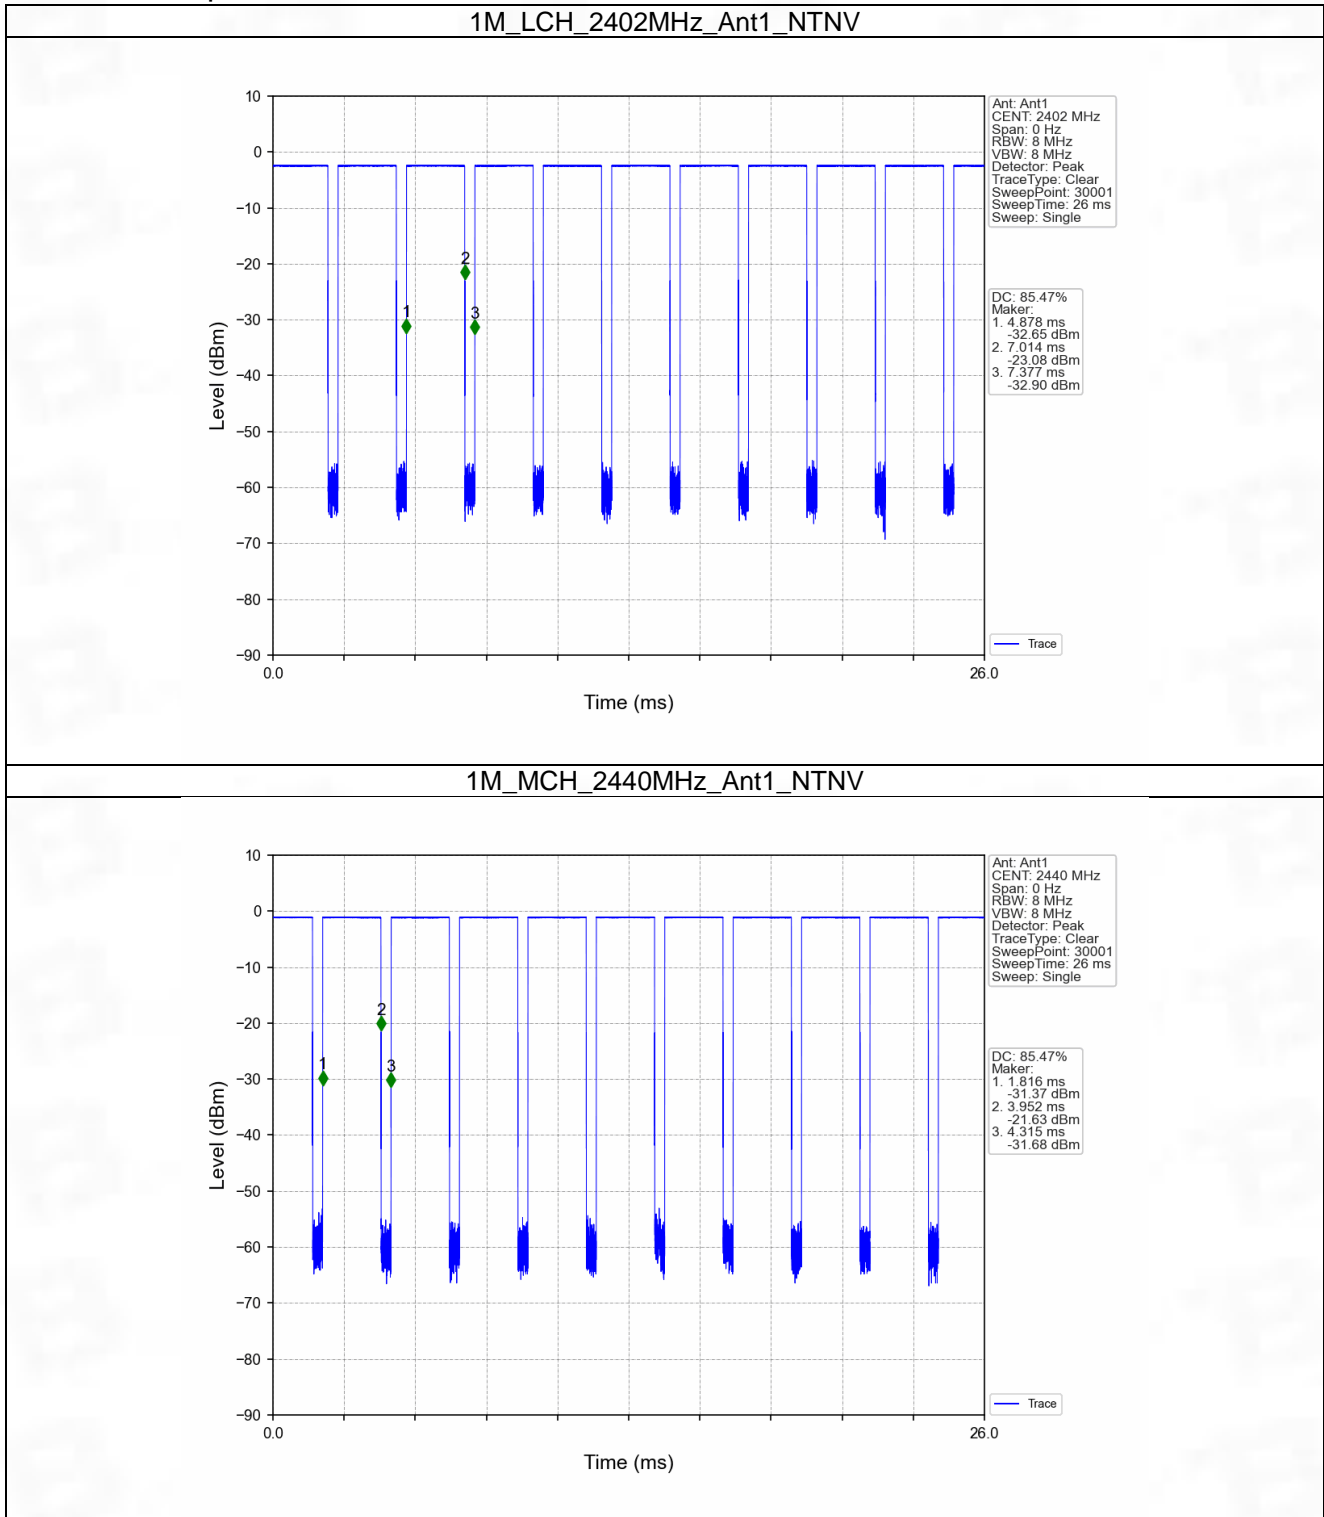 1M_LCH_2402MHz_Ant1_NTNV
10
0
−10
−20
−30
−40
−50
−60
−70
−80
−90
Level (dBm)
1
2
3
0.0
26.0
Time (ms)
Ant: Ant1
CENT: 2402 MHz
Span: 0 Hz
RBW: 8 MHz
VBW: 8 MHz
Detector: Peak
TraceType: Clear
SweepPoint: 30001
SweepTime: 26 ms
Sweep: Single
DC: 85.47%
Maker:
1. 4.878 ms
-32.65 dBm
2. 7.014 ms
-23.08 dBm
3. 7.377 ms
-32.90 dBm
Trace
1M_MCH_2440MHz_Ant1_NTNV
10
0
−10
−20
−30
−40
−50
−60
−70
−80
−90
Level (dBm)
1
2
3
0.0
26.0
Time (ms)
Ant: Ant1
CENT: 2440 MHz
Span: 0 Hz
RBW: 8 MHz
VBW: 8 MHz
Detector: Peak
TraceType: Clear
SweepPoint: 30001
SweepTime: 26 ms
Sweep: Single
DC: 85.47%
Maker:
1. 1.816 ms
-31.37 dBm
2. 3.952 ms
-21.63 dBm
3. 4.315 ms
-31.68 dBm
Trace